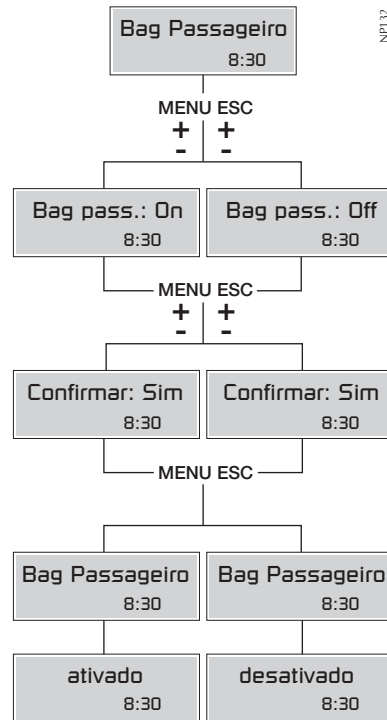 Bag Passageiro
8:30
NP132
MENU ESC
+ +
- -
Bag pass.: On
8:30
Bag pass.: Off
8:30
MENU ESC
+ +
- -
Confirmar: Sim
8:30
Confirmar: Sim
8:30
MENU ESC
Bag Passageiro
8:30
Bag Passageiro
8:30
ativado
8:30
desativado
8:30